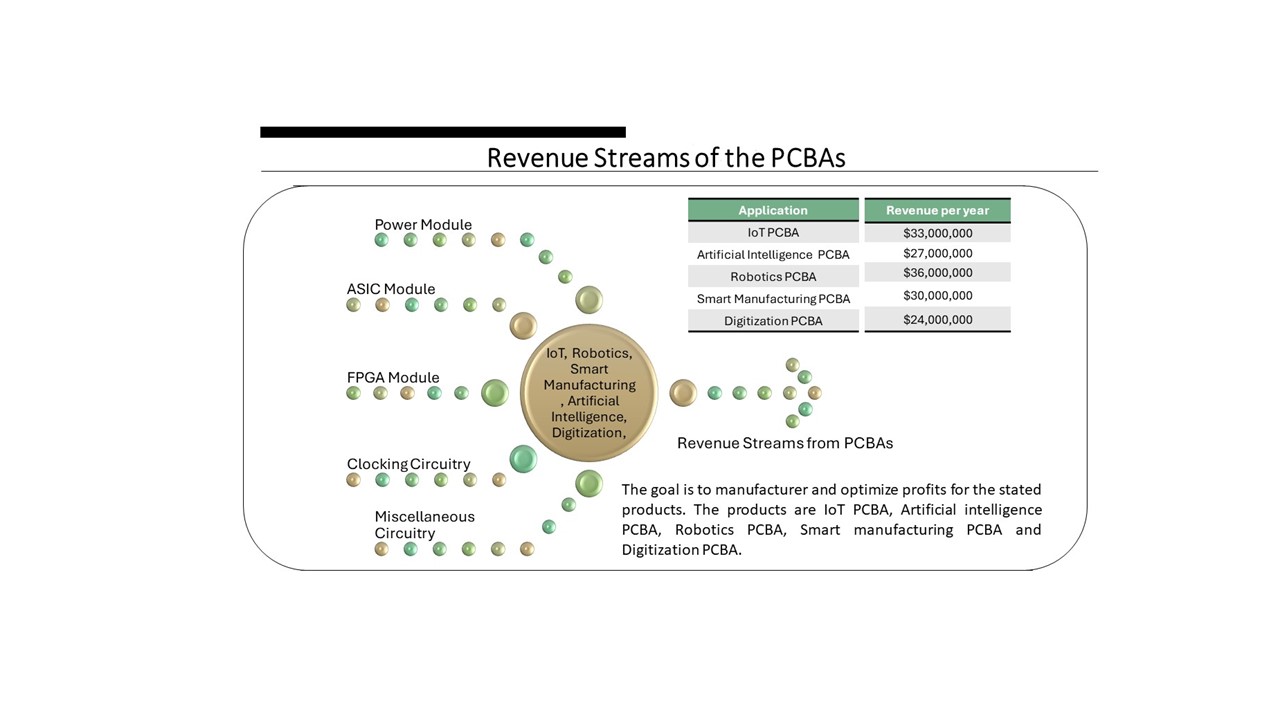 Revenue Streams of the PCBAs
Power Module
ASIC Module
FPGA Module
Clocking Circuitry
Miscellaneous
Circuitry
IoT, Robotics,
Smart
Manufacturing
, Artificial
Intelligence,
Digitization,
Application Revenue per year
IoT PCBA $33,000,000
Artificial Intelligence PCBA $27,000,000
Robotics PCBA $36,000,000
Smart Manufacturing PCBA $30,000,000
Digitization PCBA $24,000,000
Revenue Streams from PCBAs
The goal is to manufacturer and optimize profits for the stated
products. The products are IoT PCBA, Artificial intelligence
PCBA, Robotics PCBA, Smart manufacturing PCBA and
Digitization PCBA.